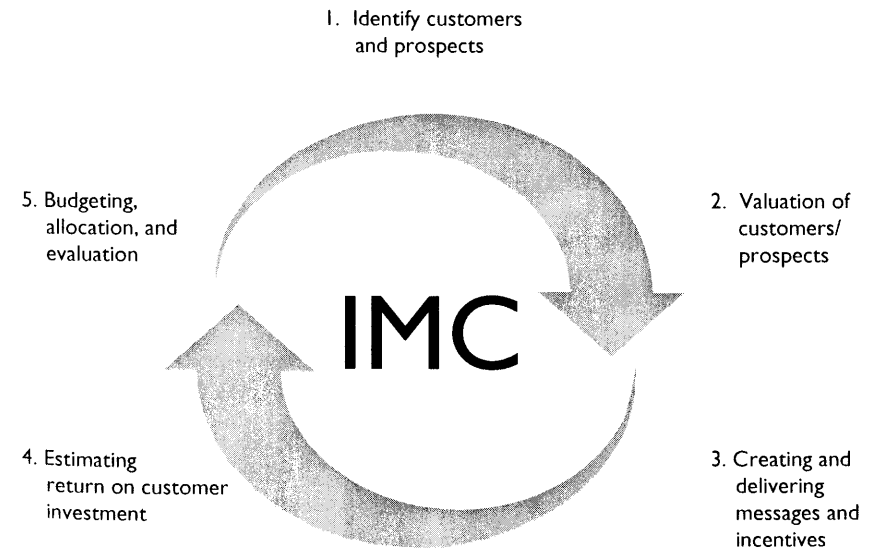 1. Identify customers
and prospects
5. Budgeting,
allocation, and
evaluation
2. Valuation of
customers/
prospects
IMC
4. Estimating
return on customer
investment
3. Creating and
delivering
messages and
incentives